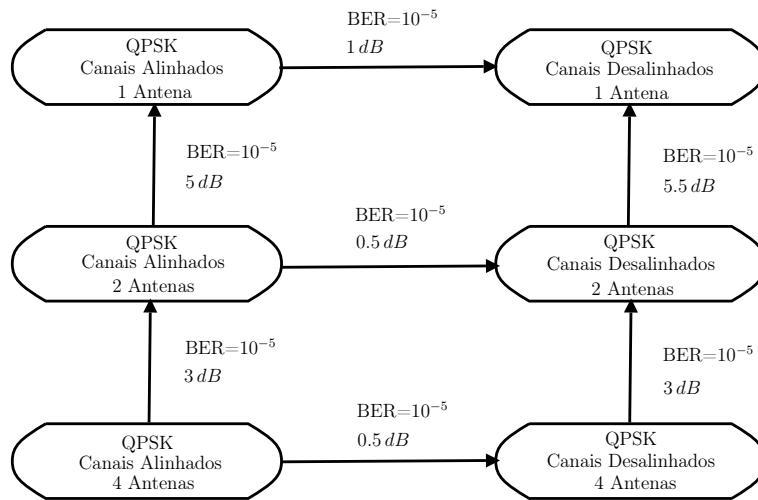 BER=10⁻⁵
1 dB
QPSK
Canais Alinhados
1 Antena
QPSK
Canais Desalinhados
1 Antena
BER=10⁻⁵
5 dB
BER=10⁻⁵
5.5 dB
BER=10⁻⁵
0.5 dB
QPSK
Canais Alinhados
2 Antenas
QPSK
Canais Desalinhados
2 Antenas
BER=10⁻⁵
3 dB
BER=10⁻⁵
3 dB
BER=10⁻⁵
0.5 dB
QPSK
Canais Alinhados
4 Antenas
QPSK
Canais Desalinhados
4 Antenas